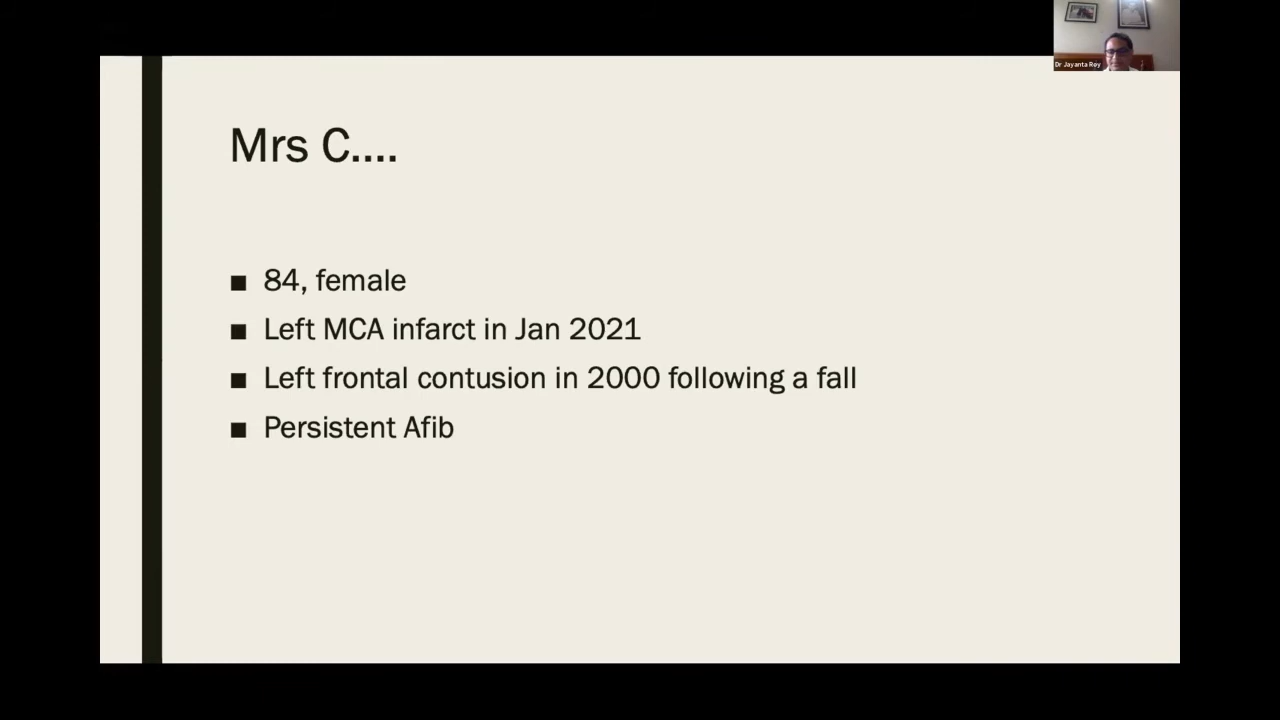 Dr Jayanta Roy
Mrs C....
■ 84, female
■ Left MCA infarct in Jan 2021
■ Left frontal contusion in 2000 following a fall
■ Persistent Afib